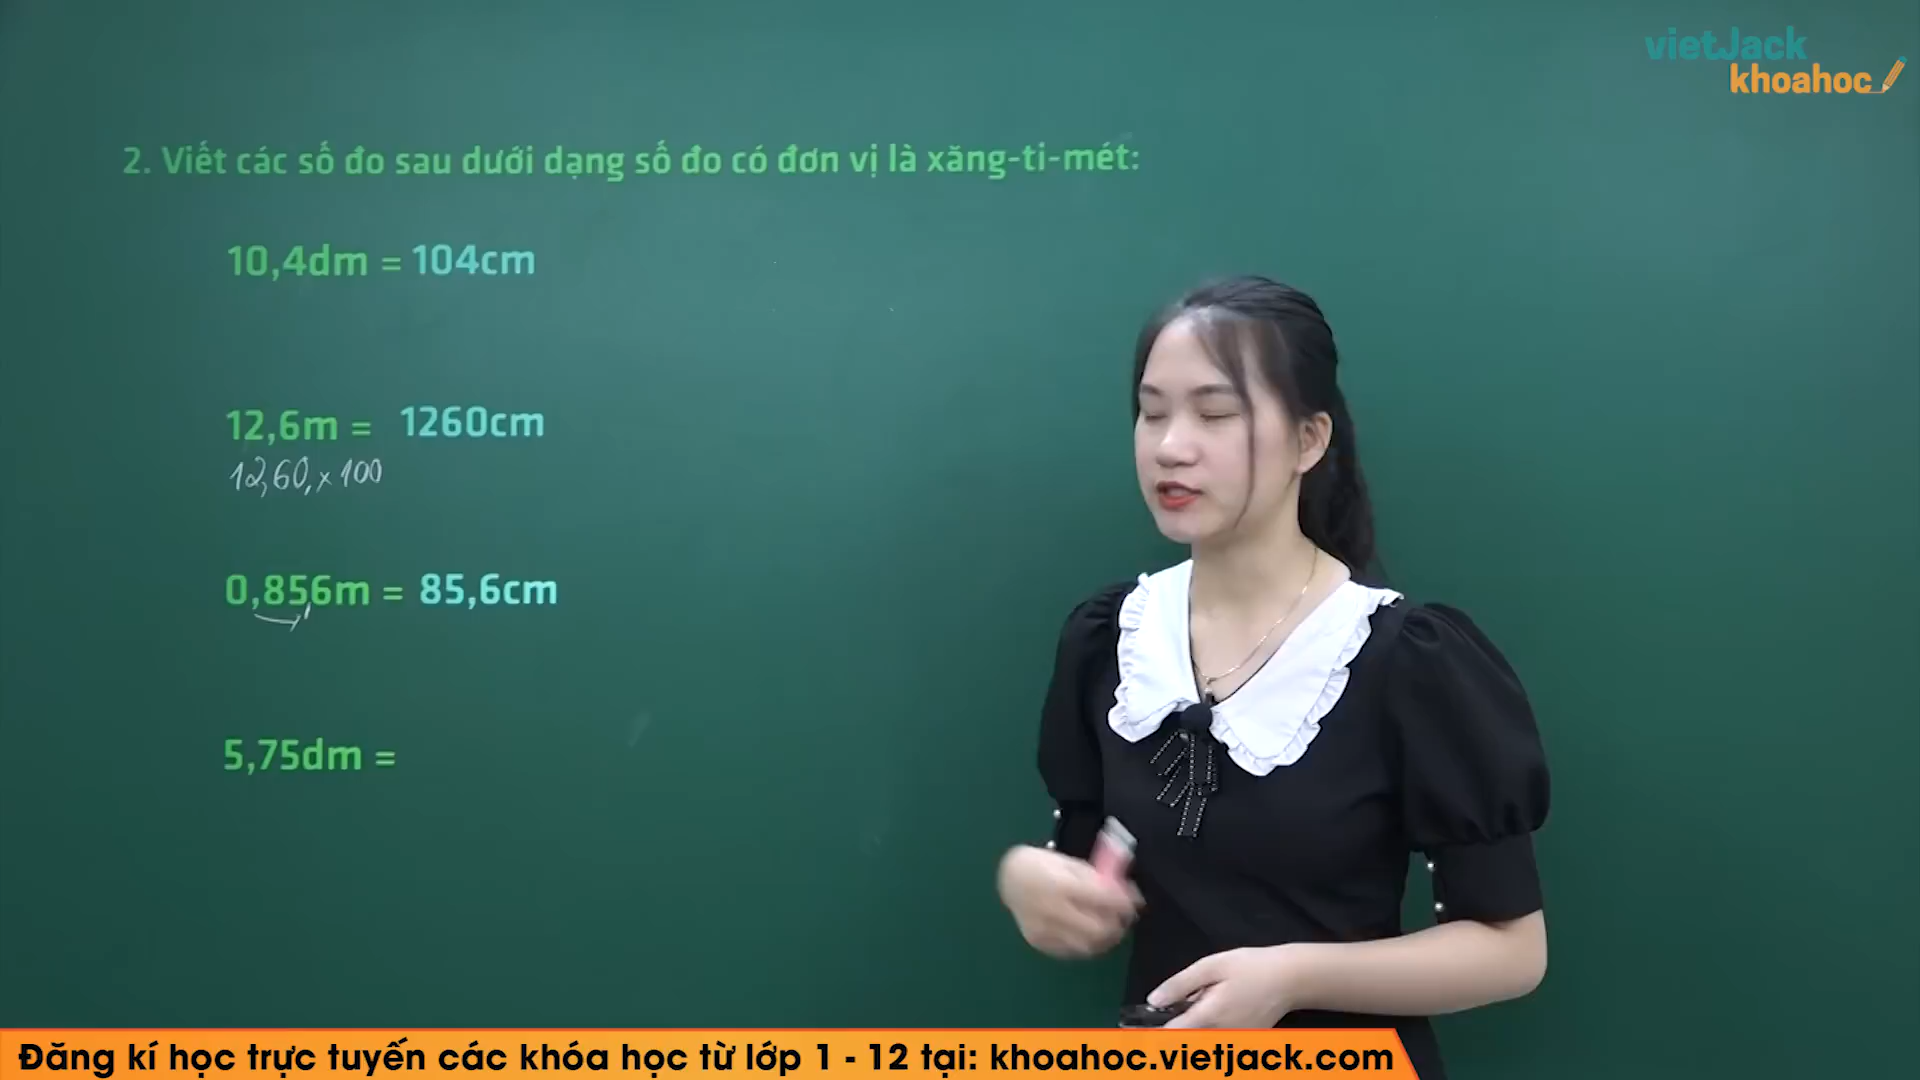 vietJack
khoahoc
2. Viết các số đo sau dưới dạng số đo có đơn vị là xăng-ti-mét:
10,4dm = 104cm
12,6m = 1260cm
12,60, x 100
0,856m = 85,6cm
5,75dm =
Đăng kí học trực tuyến các khóa học từ lớp 1 - 12 tại: khoahoc.vietjack.com